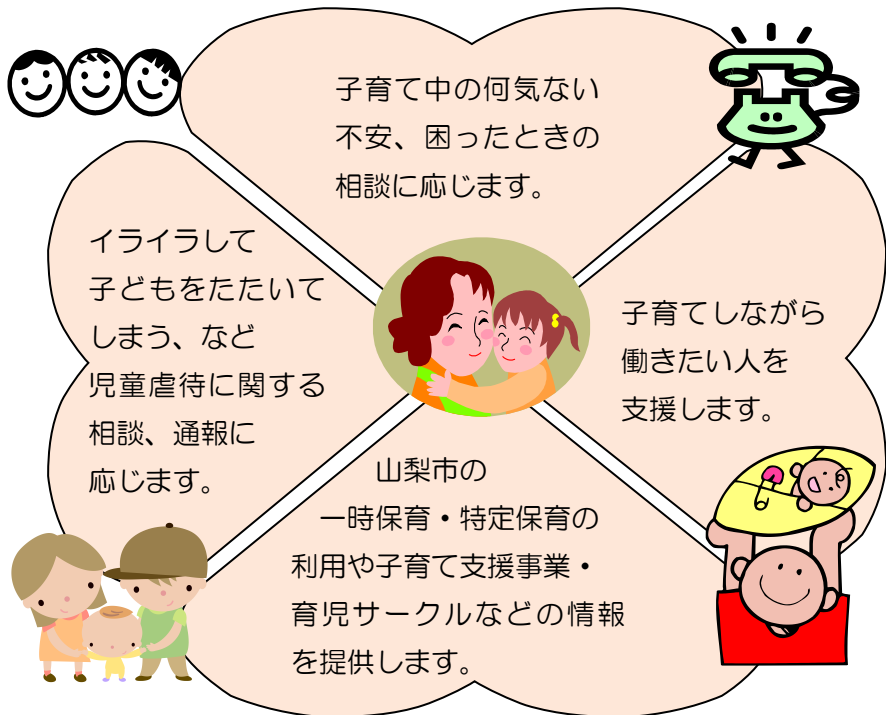 子育て中の何気ない
不安、困ったときの
相談に応じます。
イライラして
子どもをたたいて
しまう、など
児童虐待に関する
相談、通報に
応じます。
子育てしながら
働きたい人を
支援します。
山梨市の
一時保育・特定保育の
利用や子育て支援事業・
育児サークルなどの情報
を提供します。